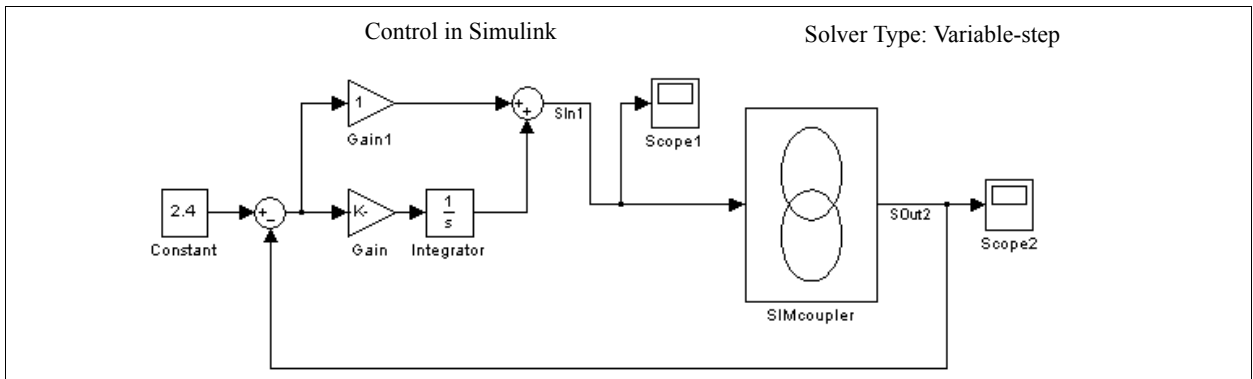 Control in Simulink
Solver Type: Variable-step
1
Gain1
+
+
SIn1
Scope1
2.4
Constant
+
-
-K-
Gain
1
s
Integrator
SIMcoupler
SOut2
Scope2